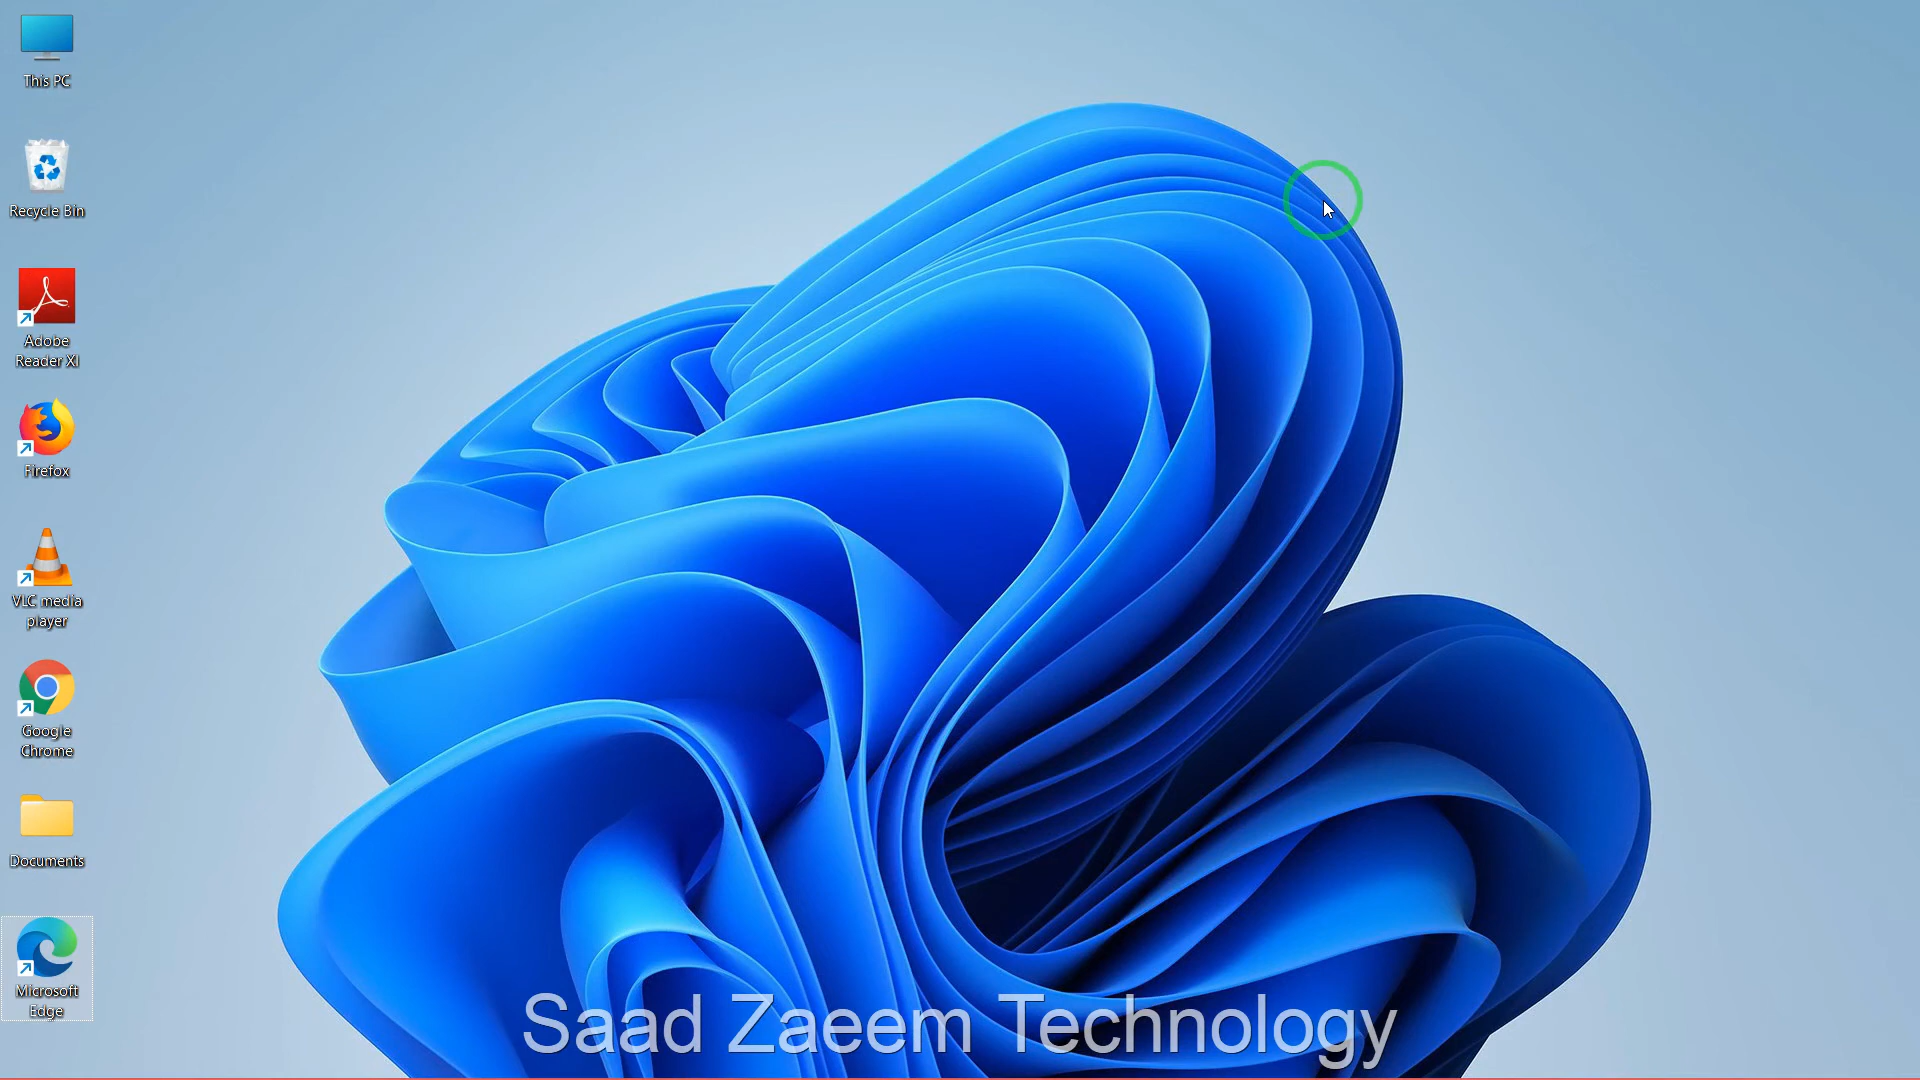 This PC
Recycle Bin
Adobe
Reader XI
Firefox
VLC media
player
Google
Chrome
Documents
Microsoft
Edge
Saad Zaeem Technology